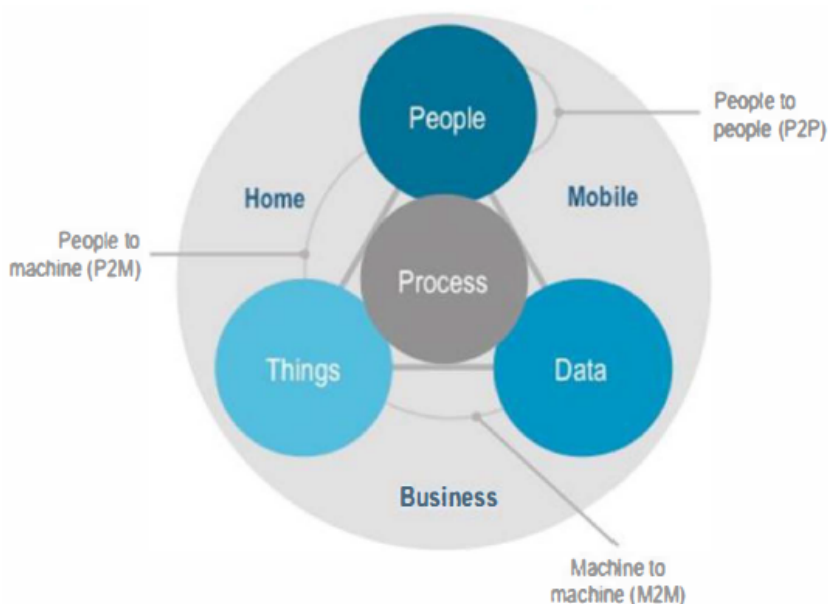 People
People to
people (P2P)
Home
Mobile
People to
machine (P2M)
Process
Things
Data
Business
Machine to
machine (M2M)